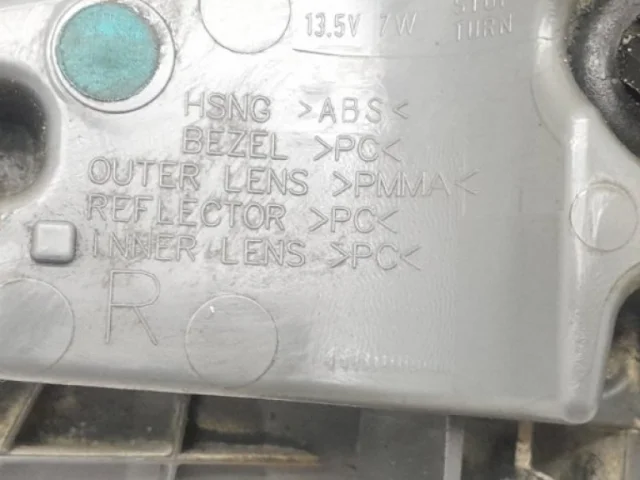 13.5V 7W TURN
HSNG >ABS<
BEZEL >PC<
OUTER LENS >PMMA<
REFLECTOR >PC<
INNER LENS >PC<
R